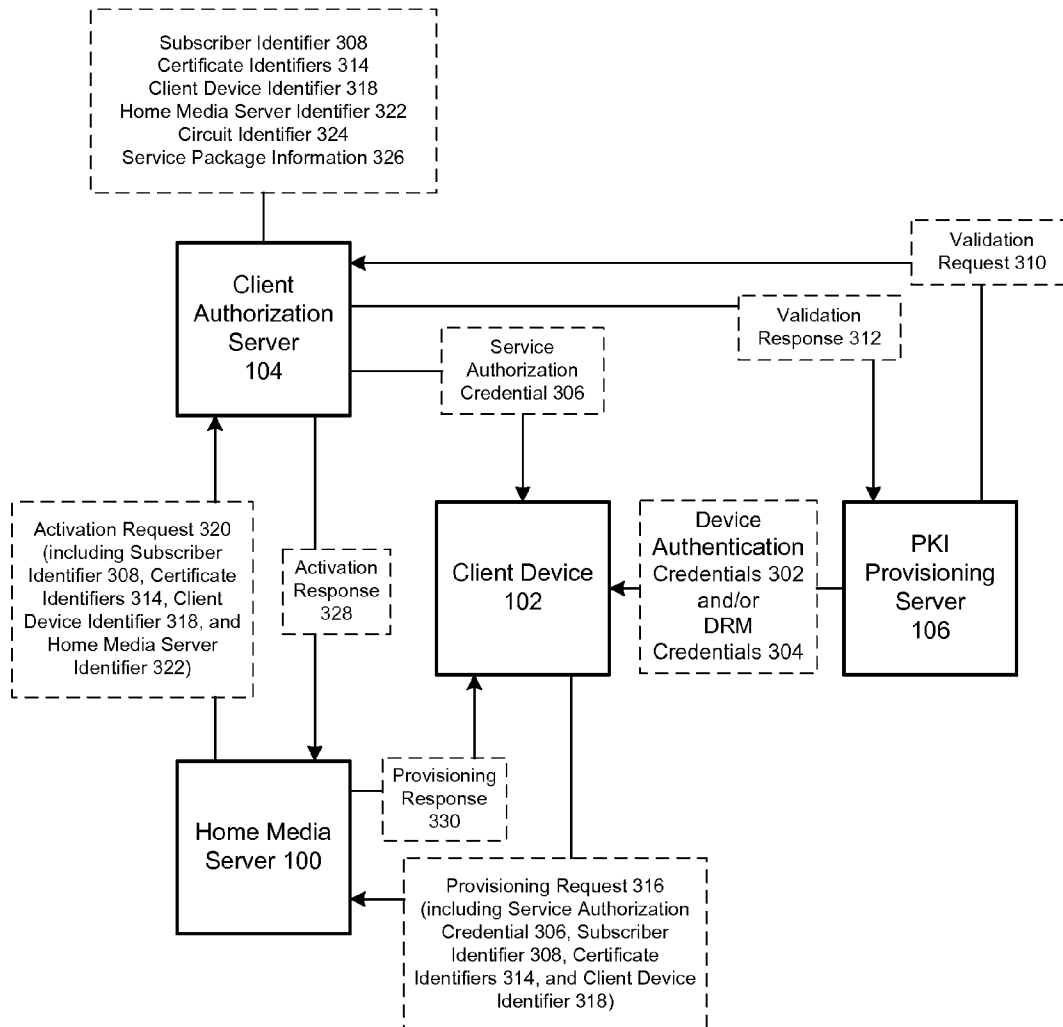 Subscriber Identifier 308
Certificate Identifiers 314
Client Device Identifier 318
Home Media Server Identifier 322
Circuit Identifier 324
Service Package Information 326
Validation
Request 310
Client
Authorization
Server
104
Validation
Response 312
Service
Authorization
Credential 306
Activation Request 320
(including Subscriber
Identifier 308, Certificate
Identifiers 314, Client
Device Identifier 318, and
Home Media Server
Identifier 322)
Activation
Response
328
Client Device
102
Device
Authentication
Credentials 302
and/or
DRM
Credentials 304
PKI
Provisioning
Server
106
Home Media
Server 100
Provisioning
Response
330
Provisioning Request 316
(including Service Authorization
Credential 306, Subscriber
Identifier 308, Certificate
Identifiers 314, and Client Device
Identifier 318)